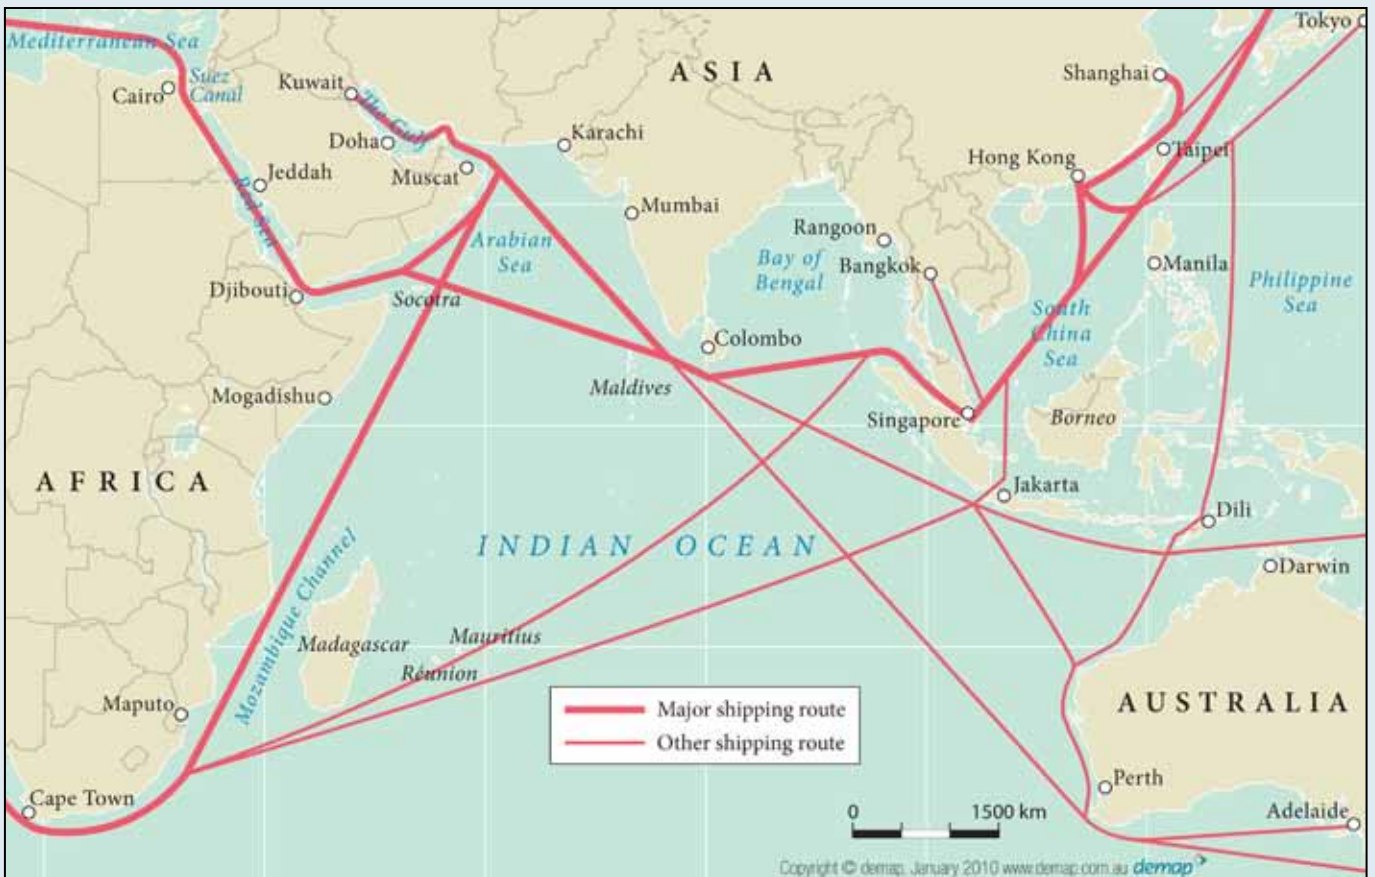 Tokyo
Mediterranean Sea
ASIA
Shanghai
Suez
Canal
Cairo
Kuwait
The Gulf
Karachi
Doha
Taipei
Hong Kong
Muscat
Jeddah
Red Sea
Mumbai
Rangoon
Arabian
Sea
Bay of
Bengal
Bangkok
Manila
Philippine
Sea
Djibouti
Socotra
South
China
Sea
Colombo
Maldives
Mogadishu
Singapore
Borneo
AFRICA
Jakarta
Dili
INDIAN OCEAN
Darwin
Mozambique Channel
Madagascar
Mauritius
Réunion
Maputo
AUSTRALIA
Major shipping route
Other shipping route
Perth
Cape Town
0 1500 km
Adelaide
Copyright © demap, January 2010 www.demap.com.au demap